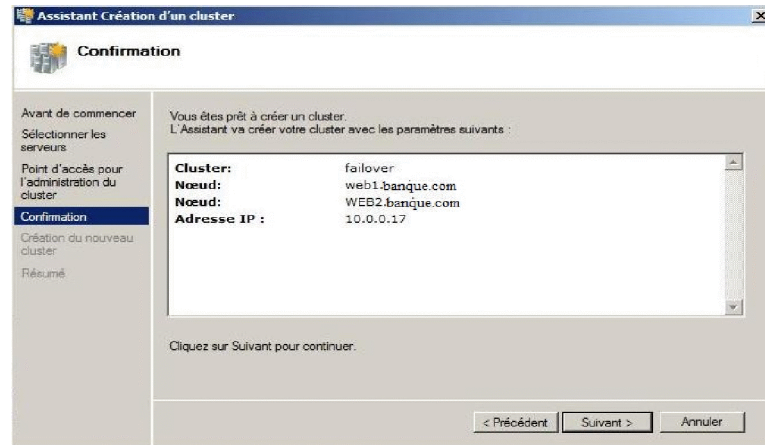 Assistant Création d'un cluster
Confirmation
Avant de commencer
Sélectionner les
serveurs
Point d'accès pour
l'administration du
cluster
Confirmation
Création du nouveau
cluster
Résumé
Vous êtes prêt à créer un cluster.
L'Assistant va créer votre cluster avec les paramètres suivants :
Cluster: failover
Nœud: web1.banque.com
Nœud: WEB2.banque.com
Adresse IP : 10.0.0.17
Cliquez sur Suivant pour continuer.
< Précédent Suivant > Annuler